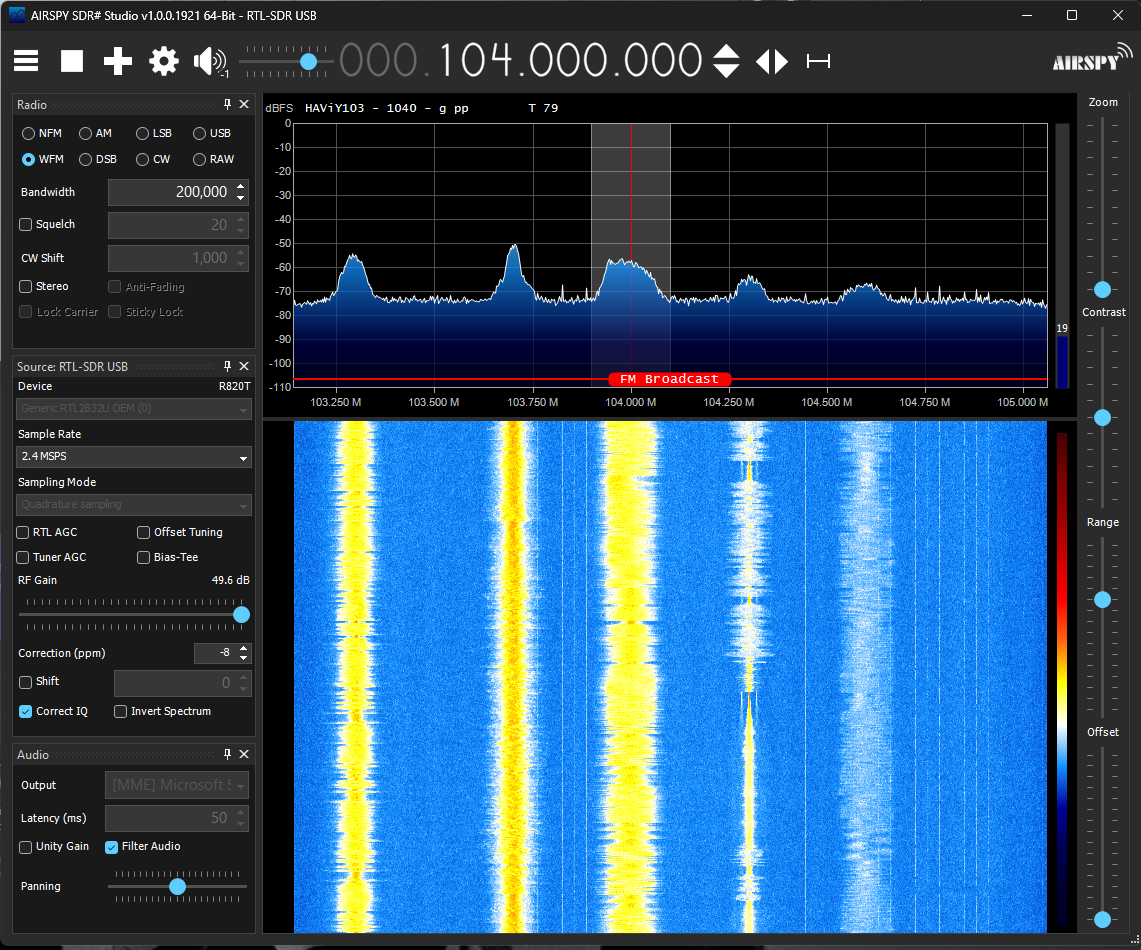 AIRSPY SDR# Studio v1.0.0.1921 64-Bit - RTL-SDR USB
-1
000.104.000.000
AIRSPY
Radio
NFM AM LSB USB
WFM DSB CW RAW
Bandwidth 200,000
Squelch 20
CW Shift 1,000
Stereo Anti-Fading
Lock Carrier Sticky Lock
Source: RTL-SDR USB
Device R820T
Generic RTL2832U OEM (0)
Sample Rate
2.4 MSPS
Sampling Mode
Quadrature sampling
RTL AGC Offset Tuning
Tuner AGC Bias-Tee
RF Gain 49.6 dB
Correction (ppm) -8
Shift 0
Correct IQ Invert Spectrum
Audio
Output [MME] Microsoft S
Latency (ms) 50
Unity Gain Filter Audio
Panning
dBFS HAViY103 - 1040 - g pp T 79
0
-10
-20
-30
-40
-50
-60
-70
-80
-90
-100
-110
FM Broadcast
103.250 M 103.500 M 103.750 M 104.000 M 104.250 M 104.500 M 104.750 M 105.000 M
19
Zoom
Contrast
Range
Offset